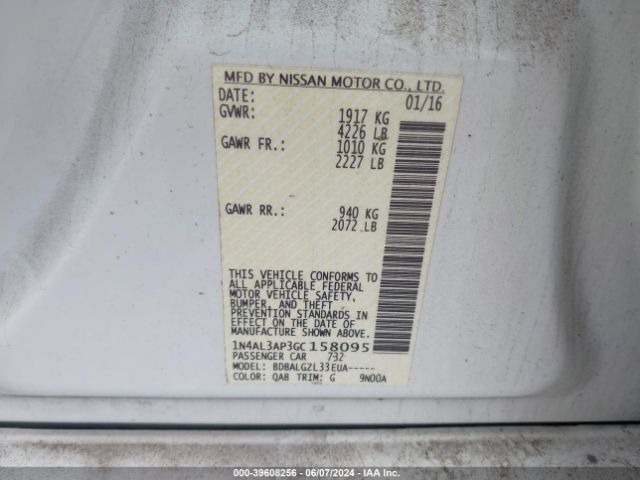 MFD BY NISSAN MOTOR CO., LTD.
DATE: 01/16
GVWR: 1917 KG
4226 LB
GAWR FR.: 1010 KG
2227 LB
GAWR RR.: 940 KG
2072 LB
THIS VEHICLE CONFORMS TO
ALL APPLICABLE FEDERAL
MOTOR VEHICLE SAFETY,
BUMPER, AND THEFT
PREVENTION STANDARDS IN
EFFECT ON THE DATE OF
MANUFACTURE SHOWN ABOVE.
1N4AL3AP3GC158095
PASSENGER CAR 732
MODEL: BDBALGZL33EUA-----
COLOR: QAB TRIM: G 9N00A
000-39608256 - 06/07/2024 - IAA Inc.